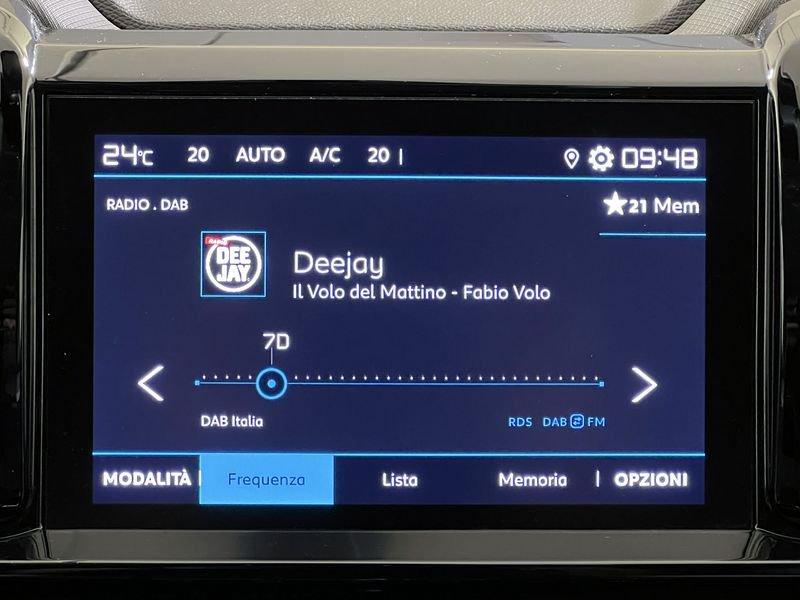 24°C 20 AUTO A/C 20 09:48
RADIO . DAB
21 Mem
RADIO
DEE
JAY
Deejay
Il Volo del Mattino - Fabio Volo
7D
DAB Italia
RDS DAB FM
MODALITÀ Frequenza Lista Memoria OPZIONI